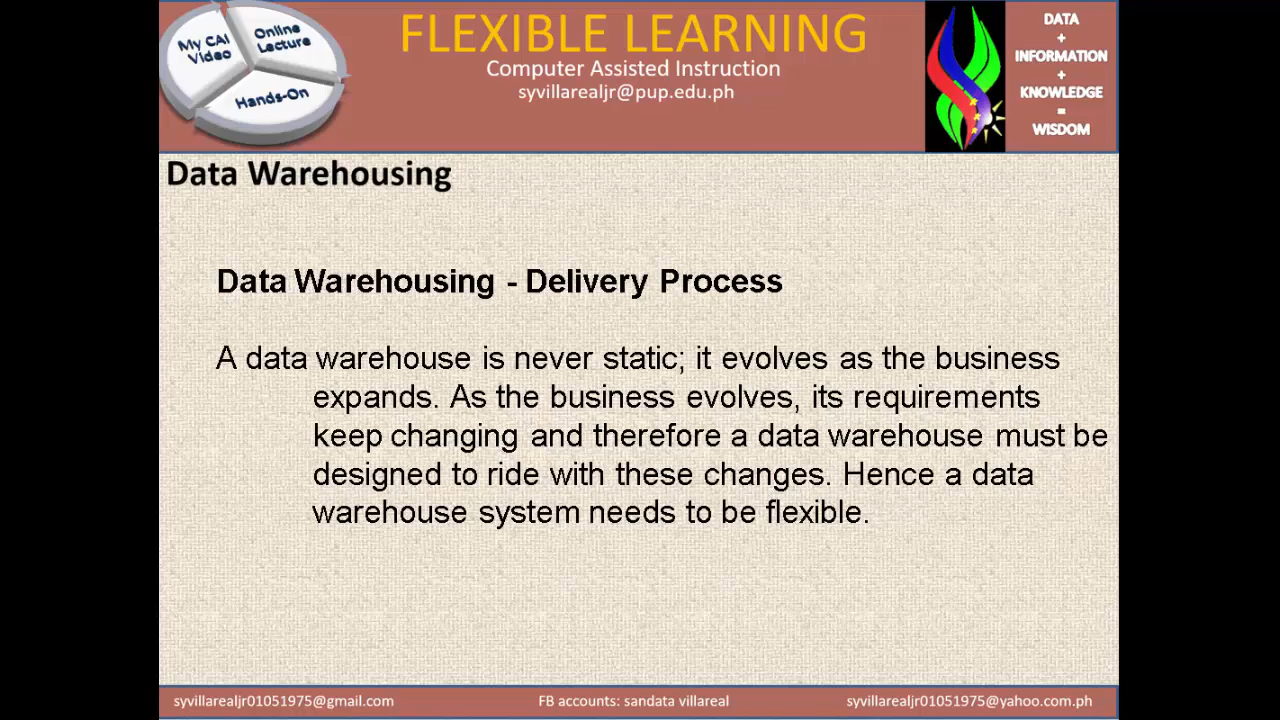 My CAI
Video
Online
Lecture
Hands-On
FLEXIBLE LEARNING
Computer Assisted Instruction
syvillarealjr@pup.edu.ph
DATA
+
INFORMATION
+
KNOWLEDGE
=
WISDOM
Data Warehousing
Data Warehousing - Delivery Process
A data warehouse is never static; it evolves as the business
expands. As the business evolves, its requirements
keep changing and therefore a data warehouse must be
designed to ride with these changes. Hence a data
warehouse system needs to be flexible.
syvillarealjr01051975@gmail.com
FB accounts: sandata villareal
syvillarealjr01051975@yahoo.com.ph